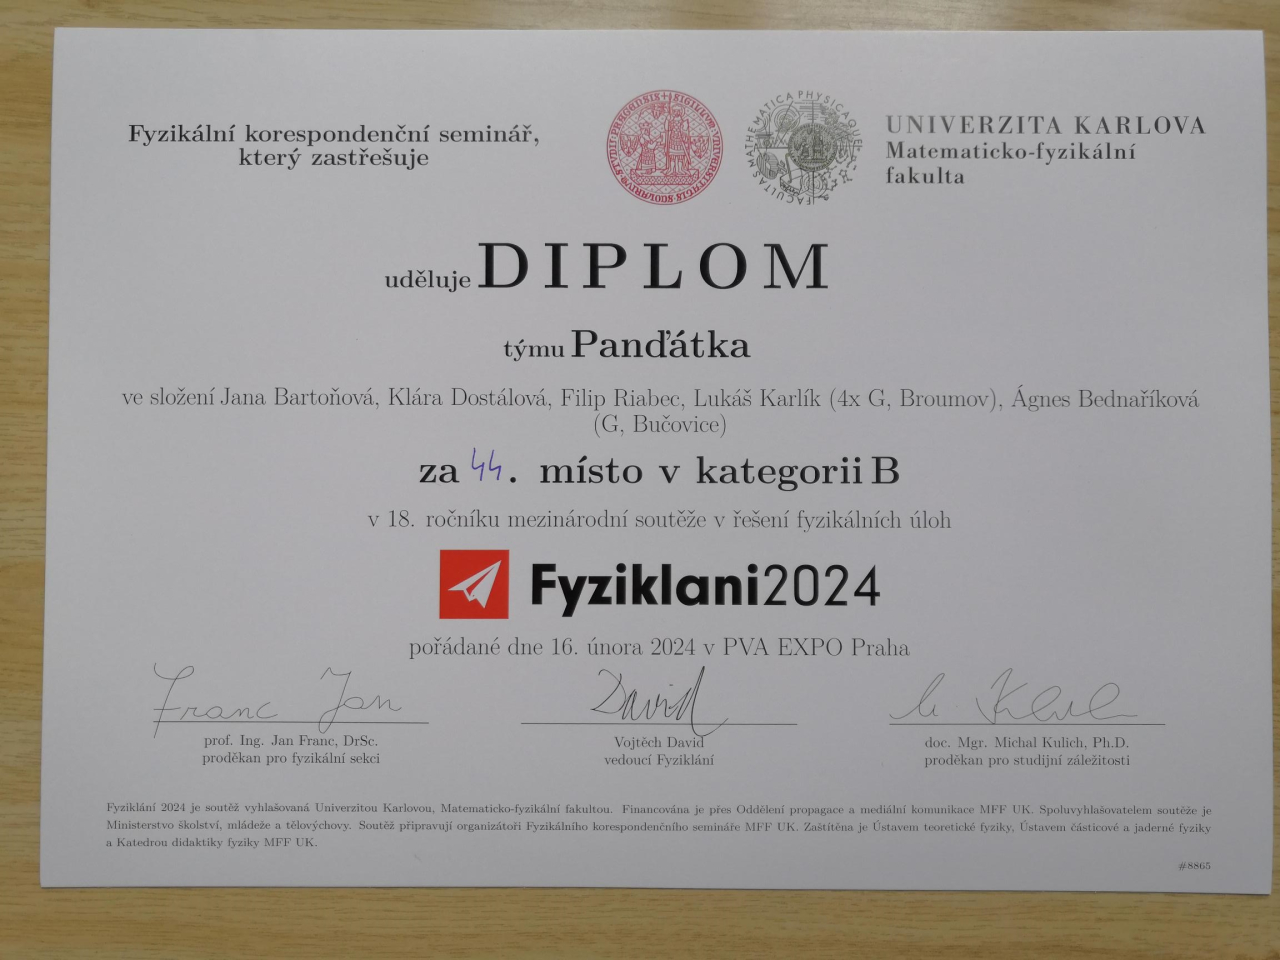 Fyzikální korespondenční seminář,
který zastřešuje
UNIVERZITA KARLOVA
Matematicko-fyzikální
fakulta
uděluje DIPLOM
týmu Panďátka
ve složení Jana Bartoňová, Klára Dostálová, Filip Riabec, Lukáš Karlík (4x G, Broumov), Ágnes Bednaříková
(G, Bučovice)
za 44. místo v kategorii B
v 18. ročníku mezinárodní soutěže v řešení fyzikálních úloh
Fyziklani2024
pořádané dne 16. února 2024 v PVA EXPO Praha
Franc Jan
David
prof. Ing. Jan Franc, DrSc.
proděkan pro fyzikální sekci
Vojtěch David
vedoucí Fyziklání
doc. Mgr. Michal Kulich, Ph.D.
proděkan pro studijní záležitosti
Fyziklání 2024 je soutěž vyhlašovaná Univerzitou Karlovou, Matematicko-fyzikální fakultou. Financována je přes Oddělení propagace a mediální komunikace MFF UK. Spoluvyhlašovatelem soutěže je
Ministerstvo školství, mládeže a tělovýchovy. Soutěž připravují organizátoři Fyzikálního korespondenčního semináře MFF UK. Zaštítěna je Ústavem teoretické fyziky, Ústavem částicové a jaderné fyziky
a Katedrou didaktiky fyziky MFF UK.
#8865